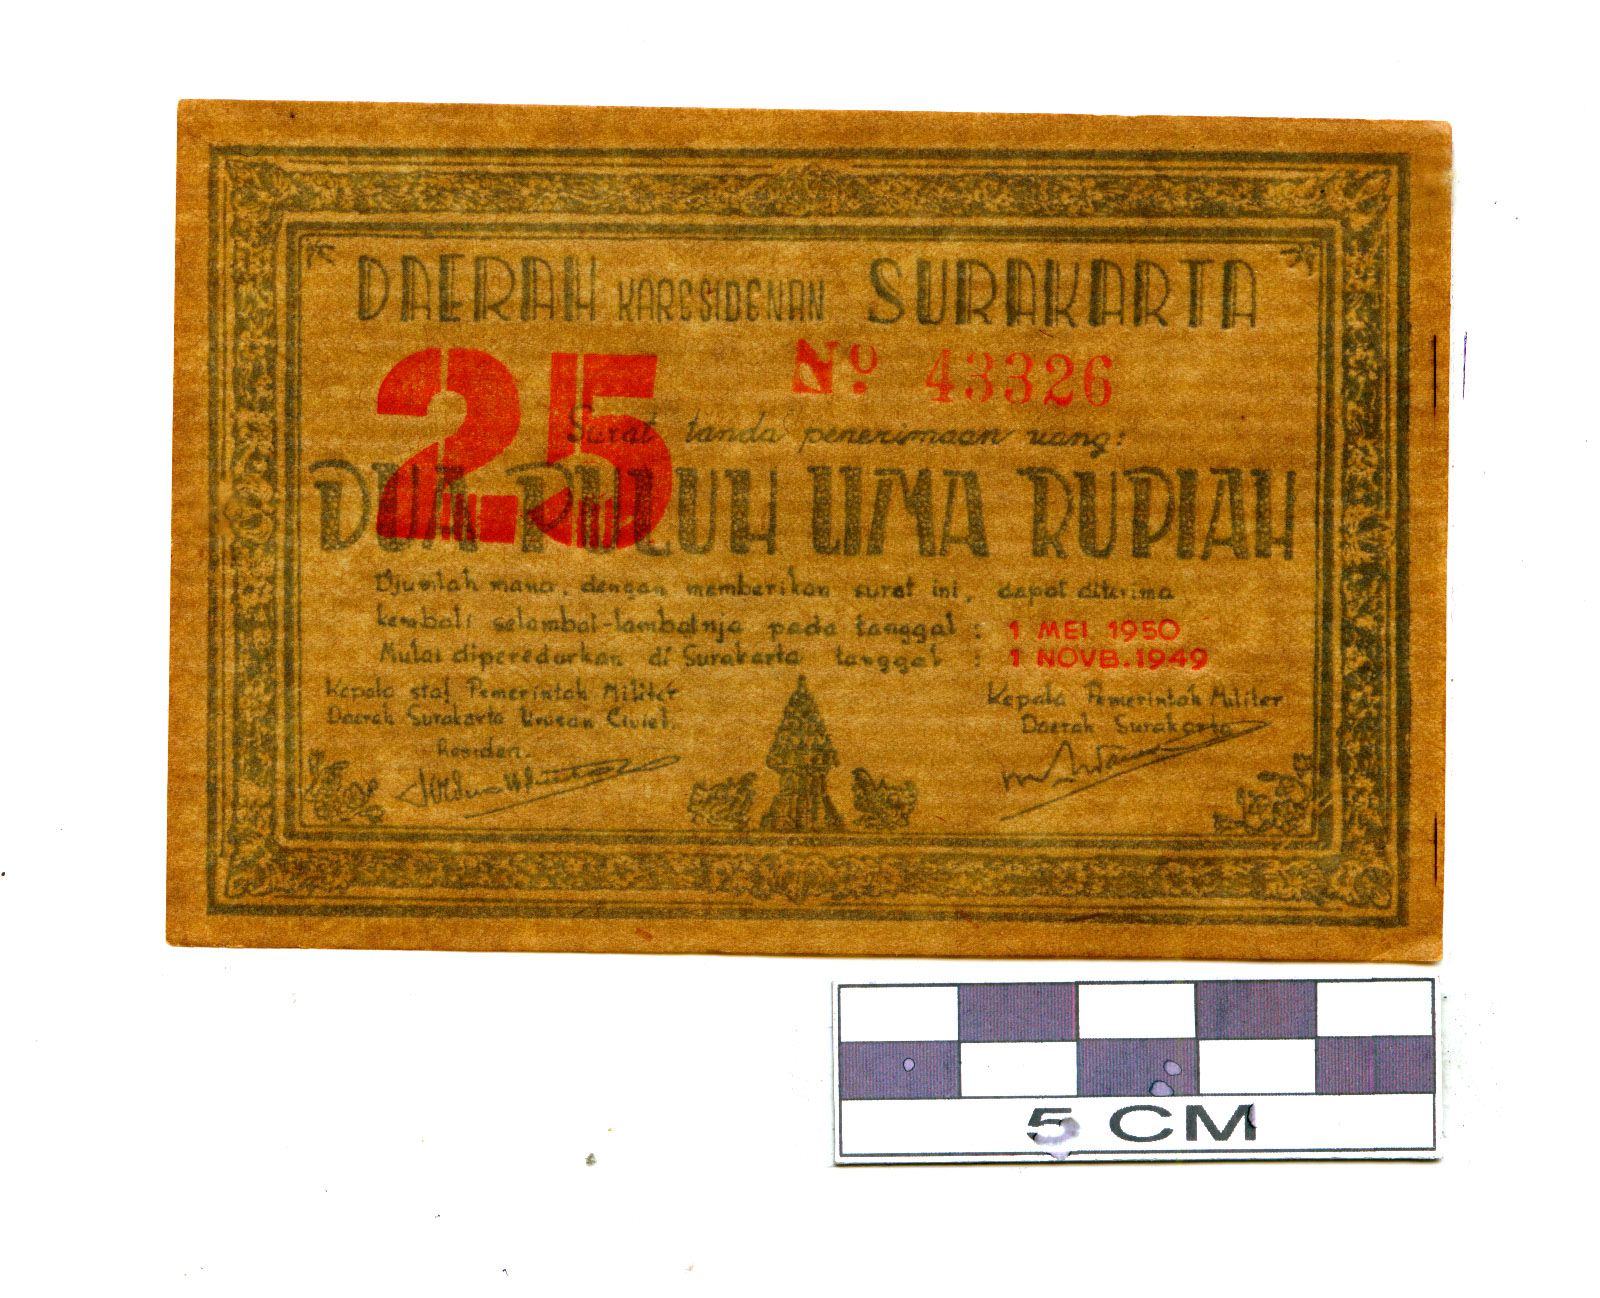 DAERAH KARESIDENAN SURAKARTA
25
No 43326
Surat tanda penerimaan uang:
DUA PULUH LIMA RUPIAH
Djumlah mana, dengan memberikan surat ini, dapat diterima
kembali selambat-lambatnja pada tanggal : 1 MEI 1950
Mulai diperedarkan di Surakarta tanggal : 1 NOVB. 1949
Kepala staf Pemerintah Militer
Daerah Surakarta Urusan Civiel.
Residen.
Kepala Pemerintah Militer
Daerah Surakarta
5 CM